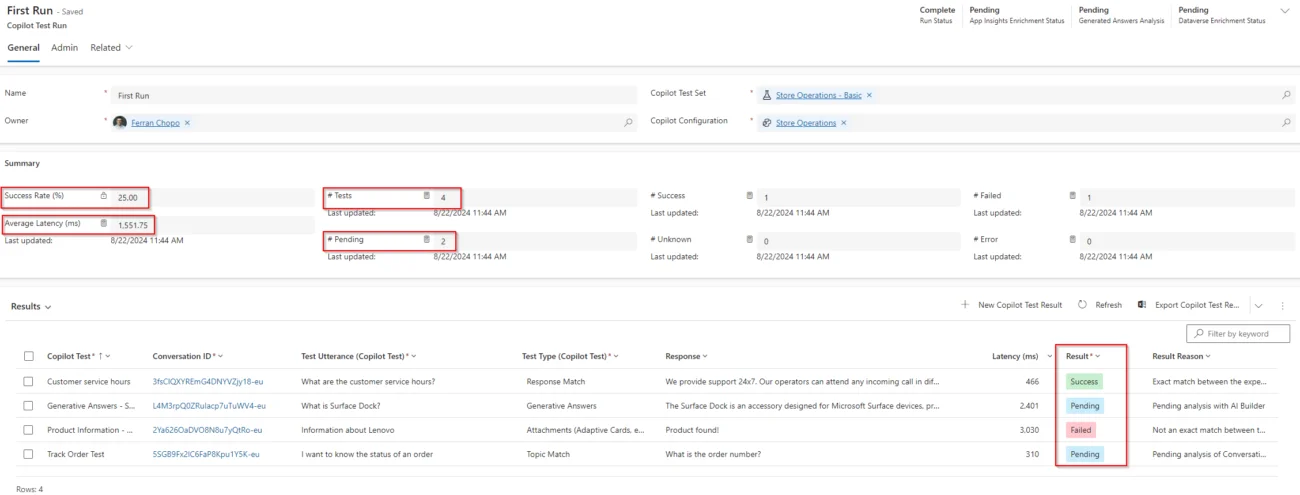 First Run - Saved
Copilot Test Run
Complete
Run Status
Pending
App Insights Enrichment Status
Pending
Generated Answers Analysis
Pending
Dataverse Enrichment Status
General Admin Related
Name * First Run
Copilot Test Set * Store Operations - Basic ×
Owner * Ferran Chopo ×
Copilot Configuration * Store Operations ×
Summary
Success Rate (%) 25.00
# Tests 4
Last updated: 8/22/2024 11:44 AM
# Success 1
Last updated: 8/22/2024 11:44 AM
# Failed 1
Last updated: 8/22/2024 11:44 AM
Average Latency (ms) 1,551.75
Last updated: 8/22/2024 11:44 AM
# Pending 2
Last updated: 8/22/2024 11:44 AM
# Unknown 0
Last updated: 8/22/2024 11:44 AM
# Error 0
Last updated: 8/22/2024 11:44 AM
Results
+ New Copilot Test Result Refresh Export Copilot Test Re...
Filter by keyword
Copilot Test * ↑ Conversation ID * Test Utterance (Copilot Test) * Test Type (Copilot Test) * Response Latency (ms) Result * Result Reason
Customer service hours 3fsCIQXYREmG4DNYVZjy18-eu What are the customer service hours? Response Match We provide support 24x7. Our operators can attend any incoming call in dif... 466 Success Exact match between the expe...
Generative Answers - S... L4M3rpQ0ZRulacp7uTuWV4-eu What is Surface Dock? Generative Answers The Surface Dock is an accessory designed for Microsoft Surface devices, pr... 2,401 Pending Pending analysis with AI Builder
Product Information - ... 2Ya626OaDVO8N8u7yQtRo-eu Information about Lenovo Attachments (Adaptive Cards, e... Product found! 3,030 Failed Not an exact match between t...
Track Order Test 5SGB9Fx2IC6FaP8Kpu1Y5K-eu I want to know the status of an order Topic Match What is the order number? 310 Pending Pending analysis of Conversati...
Rows: 4